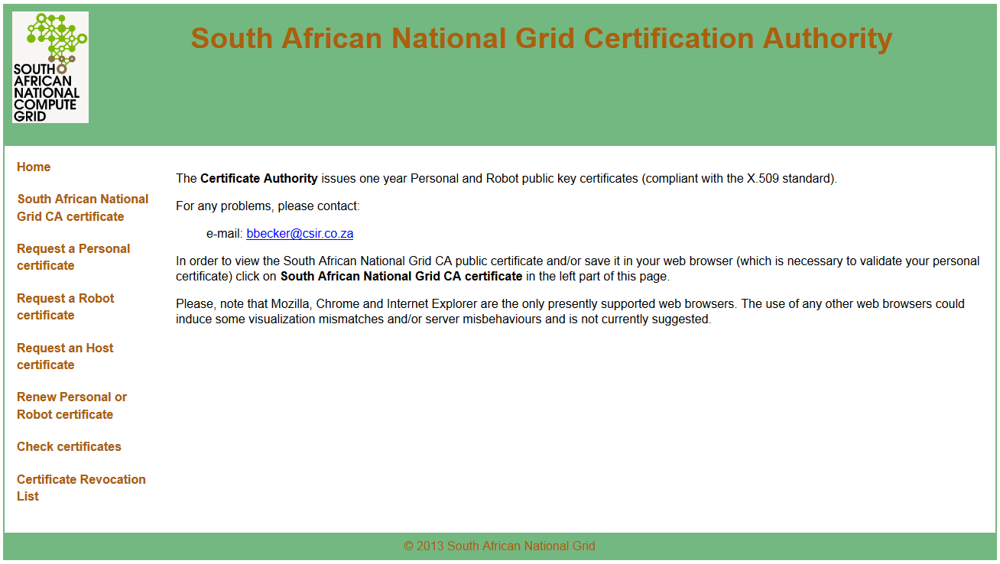 South African National Grid Certification Authority
SOUTH
AFRICAN
NATIONAL
COMPUTE
GRID
Home
South African National
Grid CA certificate
Request a Personal
certificate
Request a Robot
certificate
Request an Host
certificate
Renew Personal or
Robot certificate
Check certificates
Certificate Revocation
List
The Certificate Authority issues one year Personal and Robot public key certificates (compliant with the X.509 standard).
For any problems, please contact:
e-mail: bbecker@csir.co.za
In order to view the South African National Grid CA public certificate and/or save it in your web browser (which is necessary to validate your personal
certificate) click on South African National Grid CA certificate in the left part of this page.
Please, note that Mozilla, Chrome and Internet Explorer are the only presently supported web browsers. The use of any other web browsers could
induce some visualization mismatches and/or server misbehaviours and is not currently suggested.
© 2013 South African National Grid